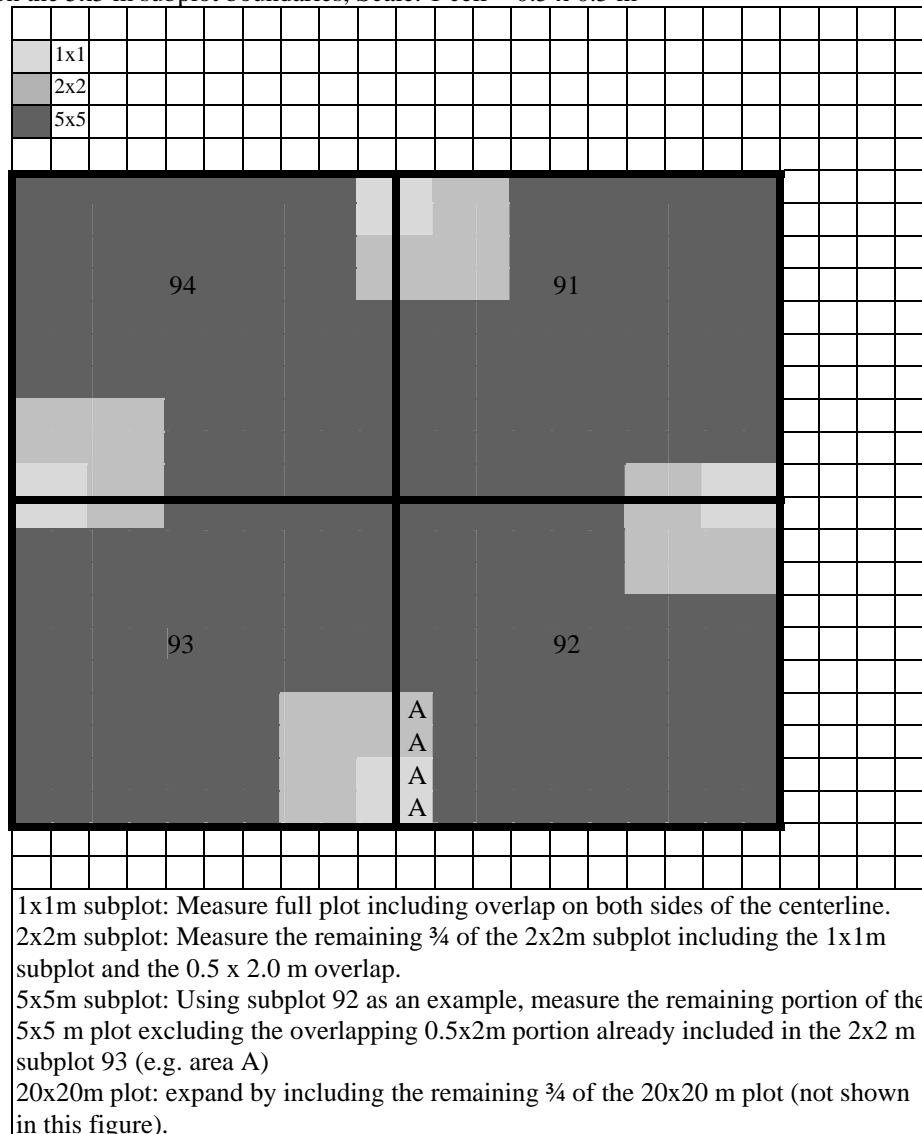 1x1
2x2
5x5
94 91
93 92
A
A
A
A
1x1m subplot: Measure full plot including overlap on both sides of the centerline.
2x2m subplot: Measure the remaining ¾ of the 2x2m subplot including the 1x1m
subplot and the 0.5 x 2.0 m overlap.
5x5m subplot: Using subplot 92 as an example, measure the remaining portion of the
5x5 m plot excluding the overlapping 0.5x2m portion already included in the 2x2 m
subplot 93 (e.g. area A)
20x20m plot: expand by including the remaining ¾ of the 20x20 m plot (not shown
in this figure).